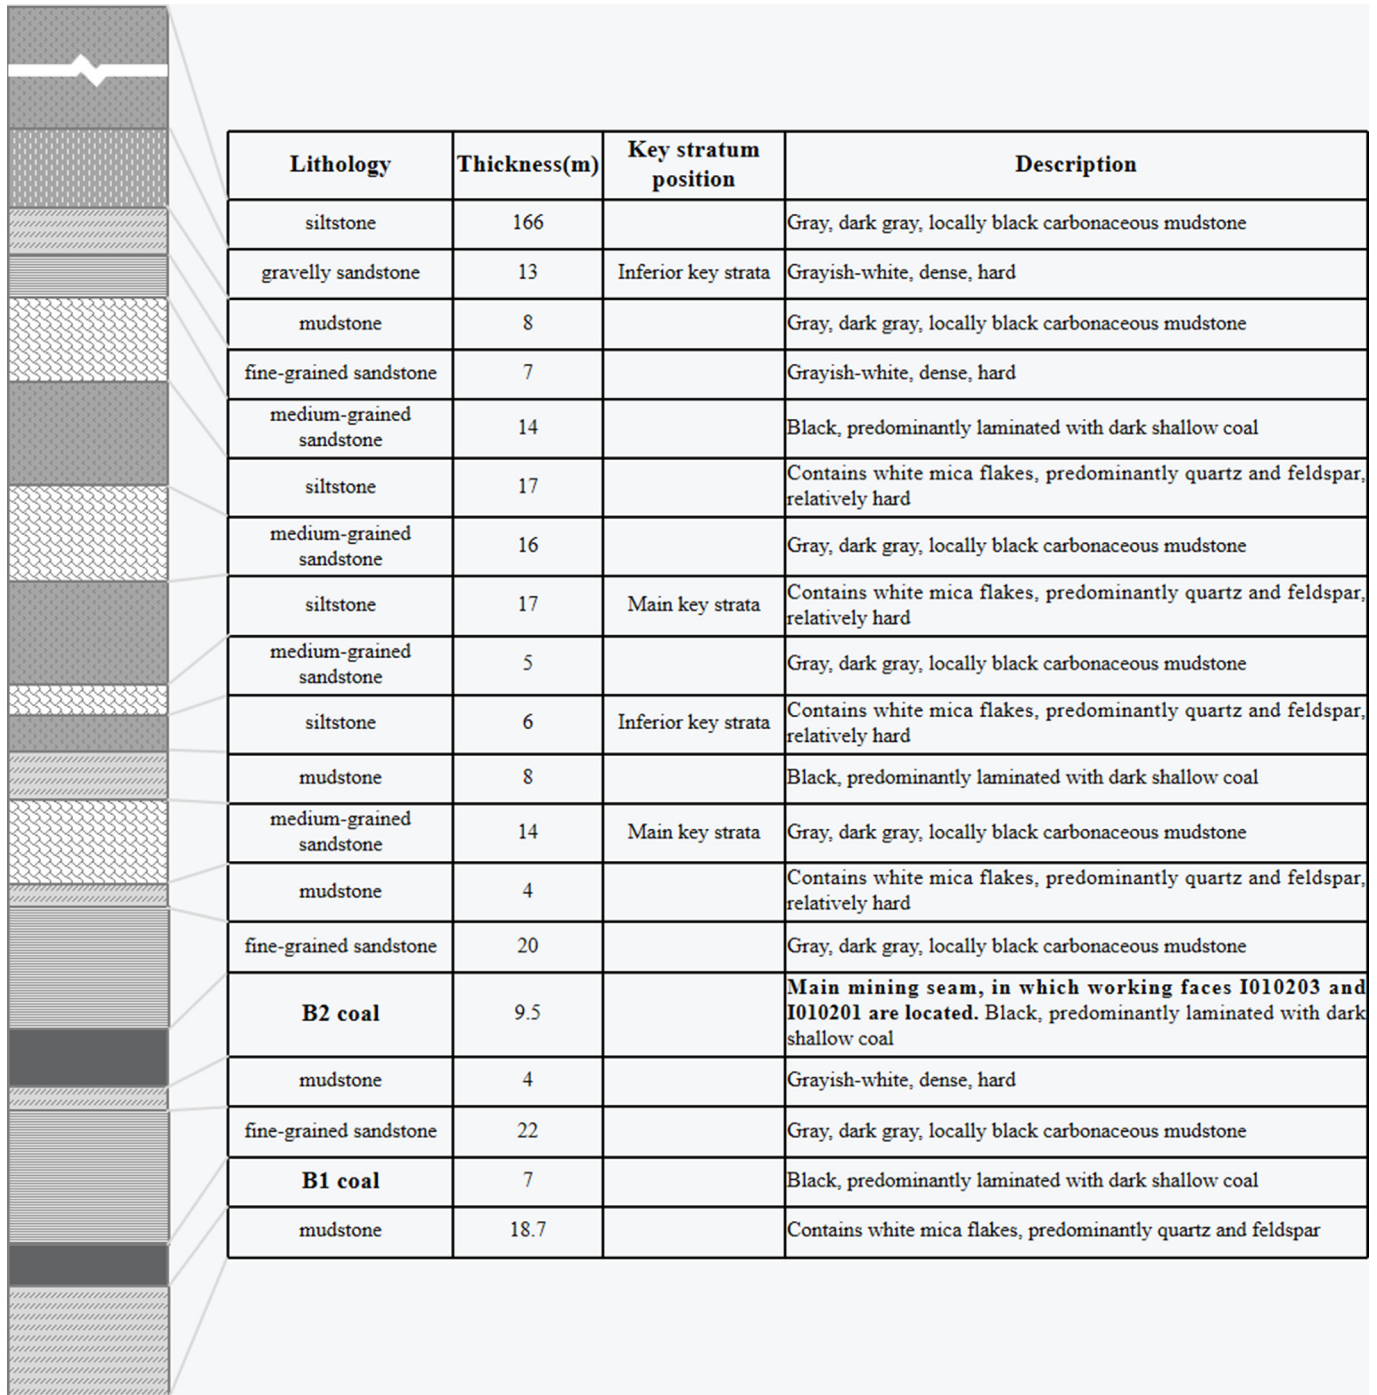 Lithology Thickness(m) Key stratum position Description
siltstone 166 Gray, dark gray, locally black carbonaceous mudstone
gravelly sandstone 13 Inferior key strata Grayish-white, dense, hard
mudstone 8 Gray, dark gray, locally black carbonaceous mudstone
fine-grained sandstone 7 Grayish-white, dense, hard
medium-grained sandstone 14 Black, predominantly laminated with dark shallow coal
siltstone 17 Contains white mica flakes, predominantly quartz and feldspar, relatively hard
medium-grained sandstone 16 Gray, dark gray, locally black carbonaceous mudstone
siltstone 17 Main key strata Contains white mica flakes, predominantly quartz and feldspar, relatively hard
medium-grained sandstone 5 Gray, dark gray, locally black carbonaceous mudstone
siltstone 6 Inferior key strata Contains white mica flakes, predominantly quartz and feldspar, relatively hard
mudstone 8 Black, predominantly laminated with dark shallow coal
medium-grained sandstone 14 Main key strata Gray, dark gray, locally black carbonaceous mudstone
mudstone 4 Contains white mica flakes, predominantly quartz and feldspar, relatively hard
fine-grained sandstone 20 Gray, dark gray, locally black carbonaceous mudstone
B2 coal 9.5 Main mining seam, in which working faces I010203 and I010201 are located. Black, predominantly laminated with dark shallow coal
mudstone 4 Grayish-white, dense, hard
fine-grained sandstone 22 Gray, dark gray, locally black carbonaceous mudstone
B1 coal 7 Black, predominantly laminated with dark shallow coal
mudstone 18.7 Contains white mica flakes, predominantly quartz and feldspar